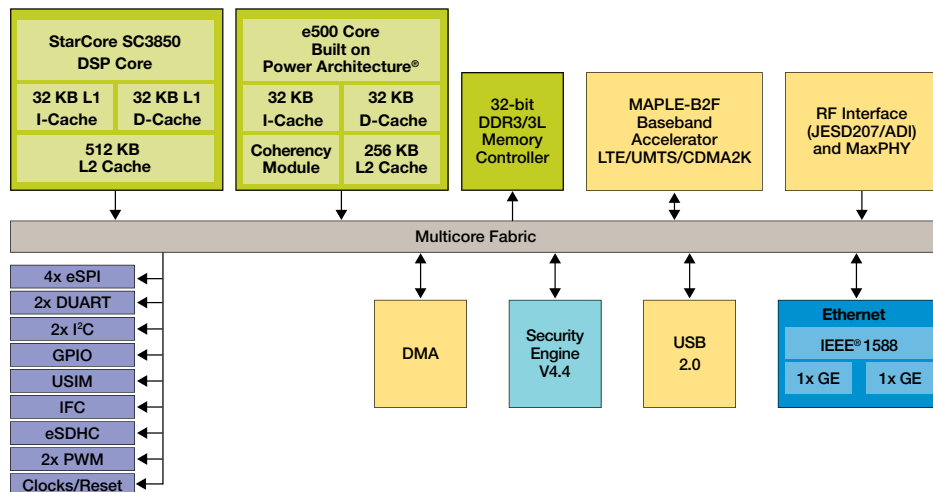 StarCore SC3850
DSP Core
32 KB L1
I-Cache
32 KB L1
D-Cache
512 KB
L2 Cache
e500 Core
Built on
Power Architecture®
32 KB
I-Cache
32 KB
D-Cache
Coherency
Module
256 KB
L2 Cache
32-bit
DDR3/3L
Memory
Controller
MAPLE-B2F
Baseband
Accelerator
LTE/UMTS/CDMA2K
RF Interface
(JESD207/ADI)
and MaxPHY
Multicore Fabric
4x eSPI
2x DUART
2x I²C
GPIO
USIM
IFC
eSDHC
2x PWM
Clocks/Reset
DMA
Security
Engine
V4.4
USB
2.0
Ethernet
IEEE® 1588
1x GE
1x GE